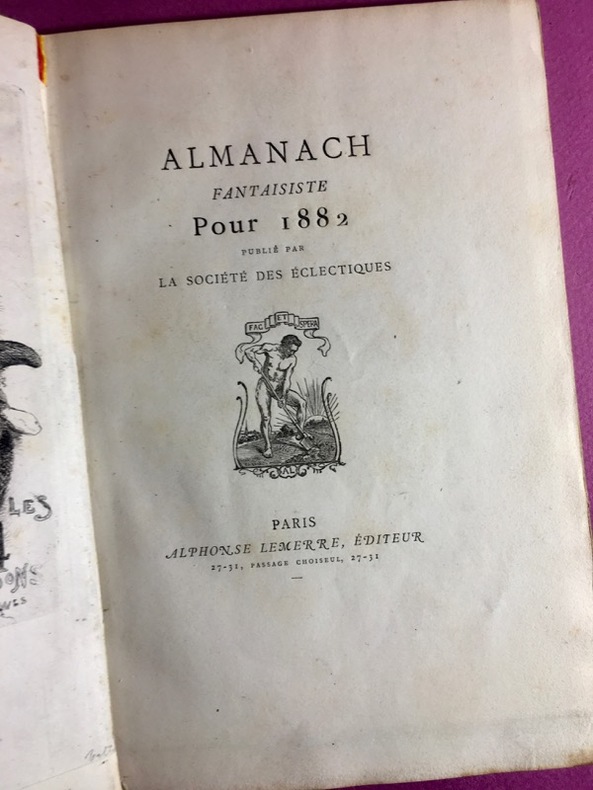 ALMANACH
FANTAISISTE
Pour 1882
PUBLIÉ PAR
LA SOCIÉTÉ DES ÉCLECTIQUES
FAC ET SPERA
AL
PARIS
ALPHONSE LEMERRE, ÉDITEUR
27-31, PASSAGE CHOISEUL, 27-31
LES